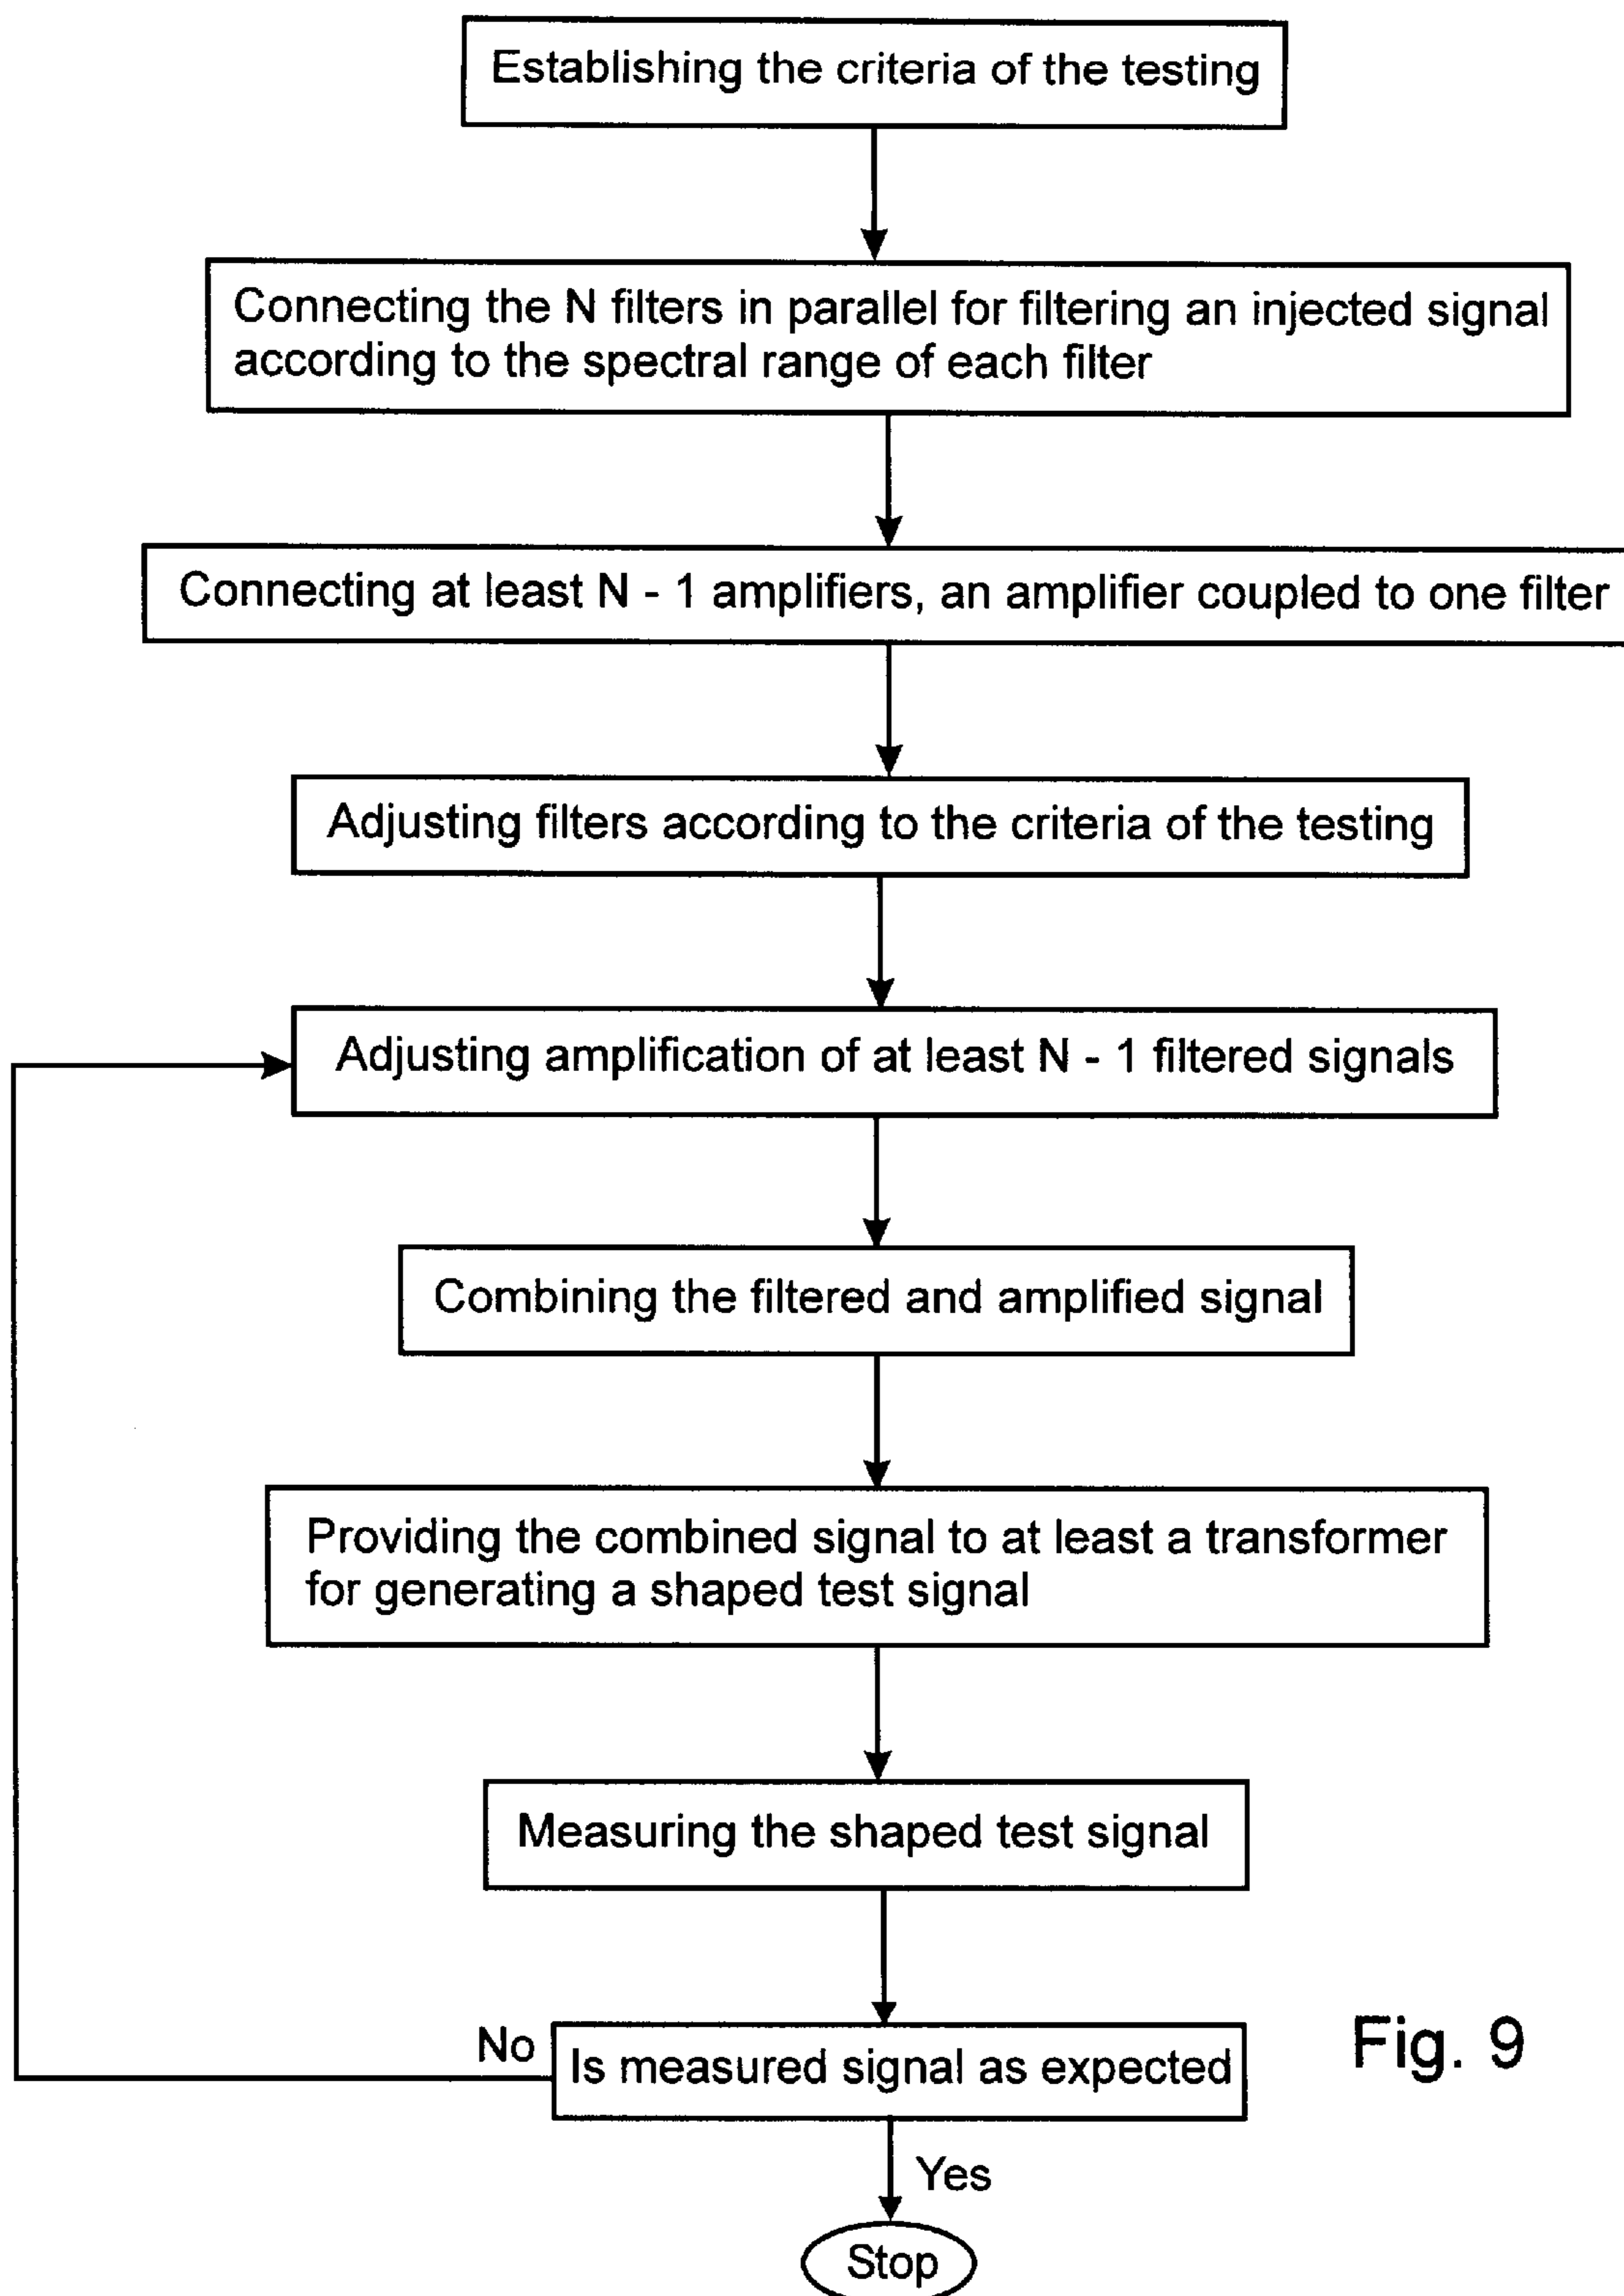 Establishing the criteria of the testing
Connecting the N filters in parallel for filtering an injected signal
according to the spectral range of each filter
Connecting at least N - 1 amplifiers, an amplifier coupled to one filter
Adjusting filters according to the criteria of the testing
Adjusting amplification of at least N - 1 filtered signals
Combining the filtered and amplified signal
Providing the combined signal to at least a transformer
for generating a shaped test signal
Measuring the shaped test signal
No
Is measured signal as expected
Fig. 9
Yes
Stop